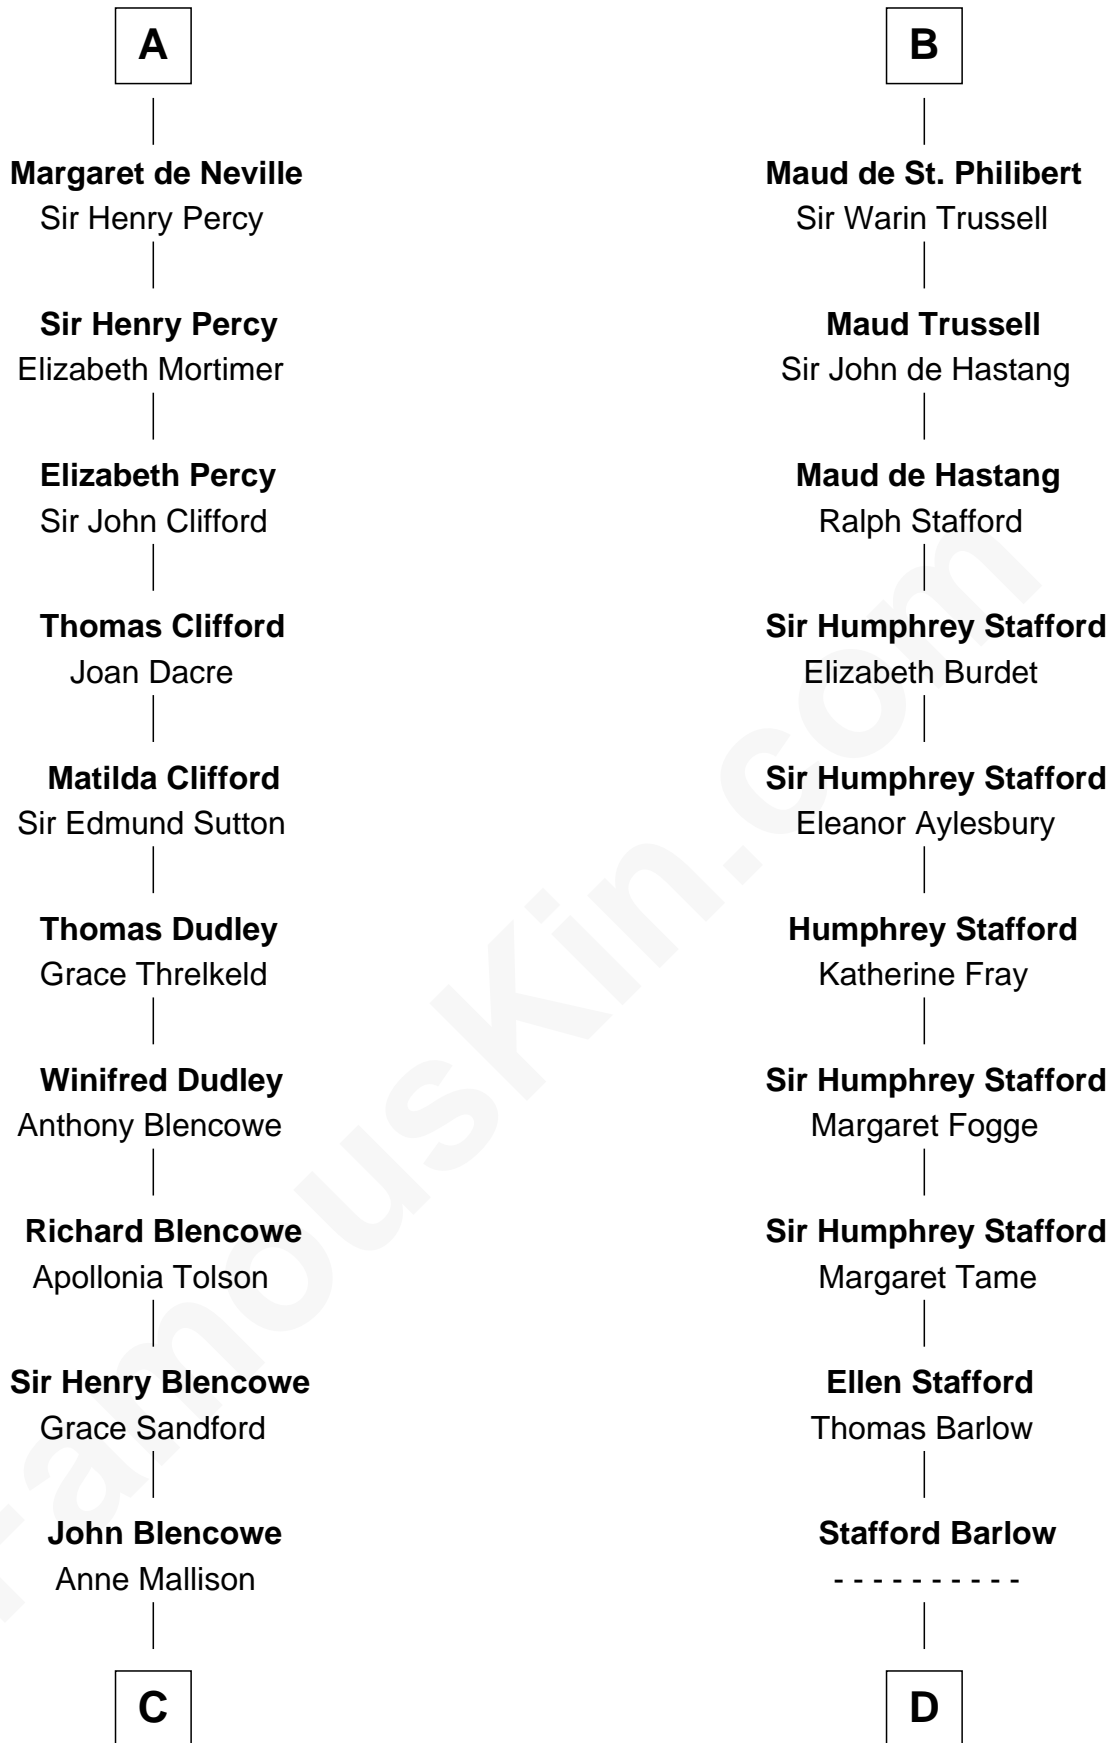 A
Margaret de Neville
Sir Henry Percy
Sir Henry Percy
Elizabeth Mortimer
Elizabeth Percy
Sir John Clifford
Thomas Clifford
Joan Dacre
Matilda Clifford
Sir Edmund Sutton
Thomas Dudley
Grace Threlkeld
Winifred Dudley
Anthony Blencowe
Richard Blencowe
Apollonia Tolson
Sir Henry Blencowe
Grace Sandford
John Blencowe
Anne Mallison
C
B
Maud de St. Philibert
Sir Warin Trussell
Maud Trussell
Sir John de Hastang
Maud de Hastang
Ralph Stafford
Sir Humphrey Stafford
Elizabeth Burdet
Sir Humphrey Stafford
Eleanor Aylesbury
Humphrey Stafford
Katherine Fray
Sir Humphrey Stafford
Margaret Fogge
Sir Humphrey Stafford
Margaret Tame
Ellen Stafford
Thomas Barlow
Stafford Barlow
- - - - - - - - - -
D
FamousKin.com